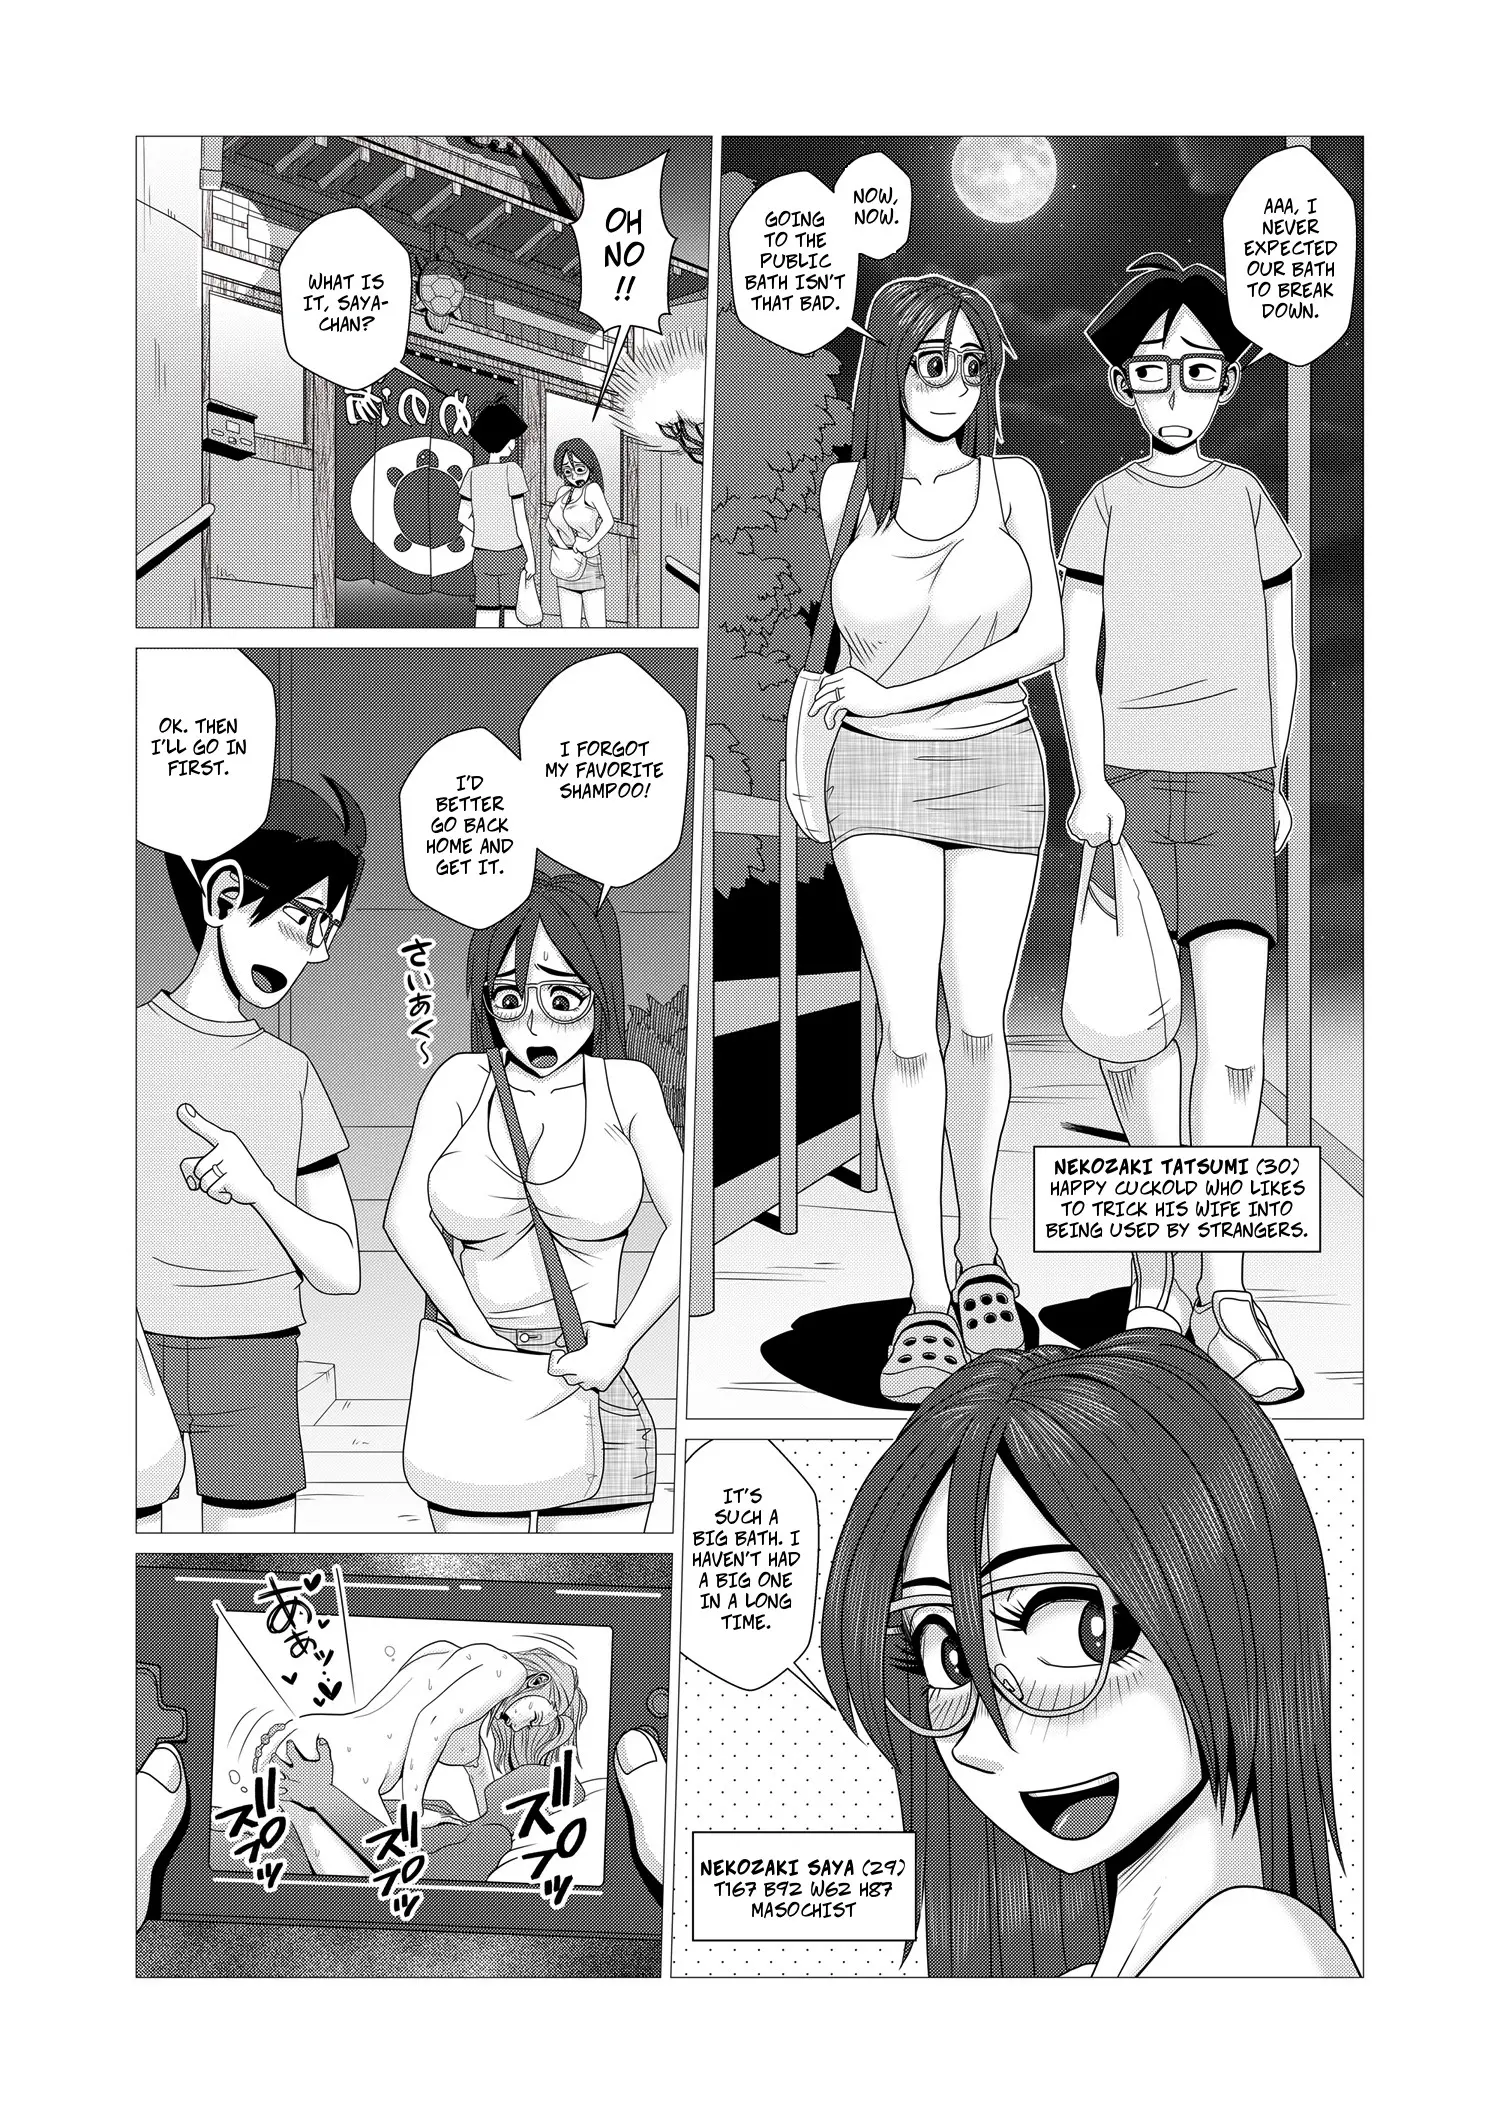 AAA, I
NEVER
EXPECTED
OUR BATH
TO BREAK
DOWN.
NOW,
NOW.
GOING
TO THE
PUBLIC
BATH ISN'T
THAT BAD.
NEKOZAKI TATSUMI (30)
HAPPY CUCKOLD WHO LIKES
TO TRICK HIS WIFE INTO
BEING USED BY STRANGERS.
IT'S
SUCH A
BIG BATH. I
HAVEN'T HAD
A BIG ONE
IN A LONG
TIME.
NEKOZAKI SAYA (29)
T167 B92 W62 H87
MASOCHIST
OH
NO
!!
WHAT IS
IT, SAYA-
CHAN?
I FORGOT
MY FAVORITE
SHAMPOO!
I'D
BETTER
GO BACK
HOME AND
GET IT.
さいあく～
OK. THEN
I'LL GO IN
FIRST.
あ♥
あぁッ…♥
ズプッ
ズプッ
ズプッ